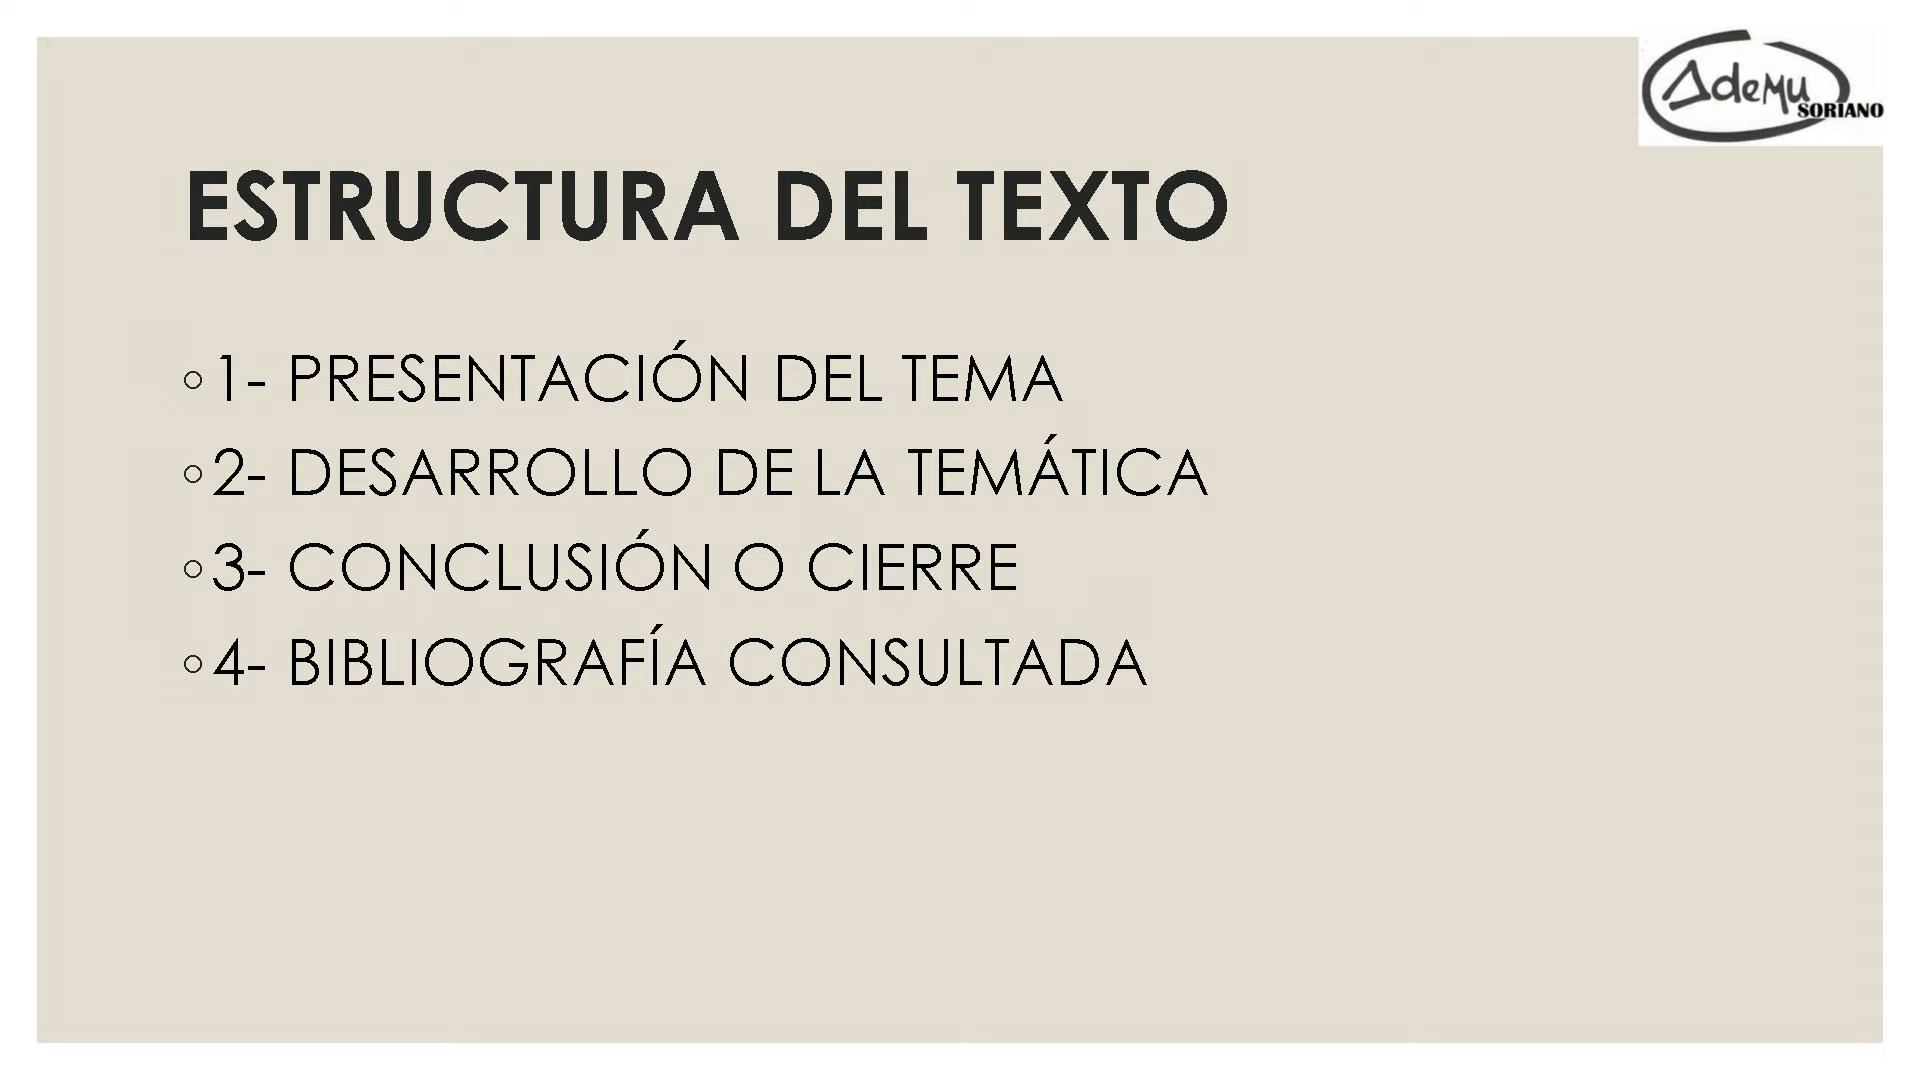 Ademu
SORIANO
ESTRUCTURA DEL TEXTO
◦1- PRESENTACIÓN DEL TEMA
◦2- DESARROLLO DE LA TEMÁTICA
◦3- CONCLUSIÓN O CIERRE
◦4- BIBLIOGRAFÍA CONSULTADA